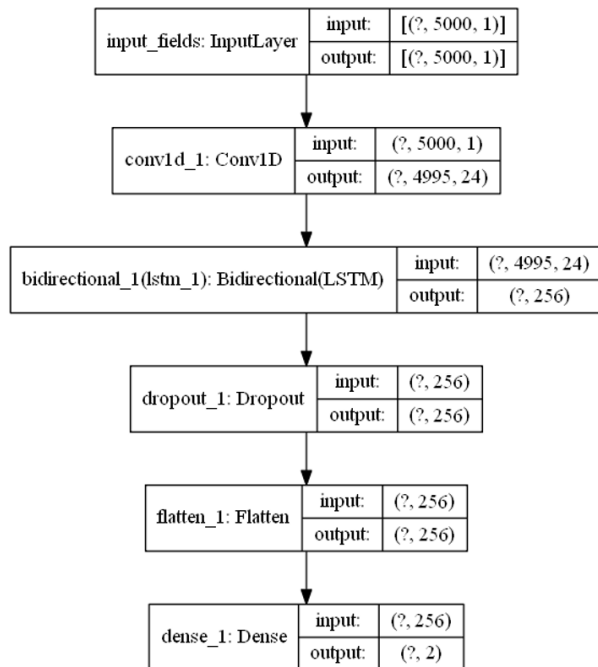 input_fields: InputLayer
input: [(?, 5000, 1)]
output: [(?, 5000, 1)]
conv1d_1: Conv1D
input: (?, 5000, 1)
output: (?, 4995, 24)
bidirectional_1(lstm_1): Bidirectional(LSTM)
input: (?, 4995, 24)
output: (?, 256)
dropout_1: Dropout
input: (?, 256)
output: (?, 256)
flatten_1: Flatten
input: (?, 256)
output: (?, 256)
dense_1: Dense
input: (?, 256)
output: (?, 2)